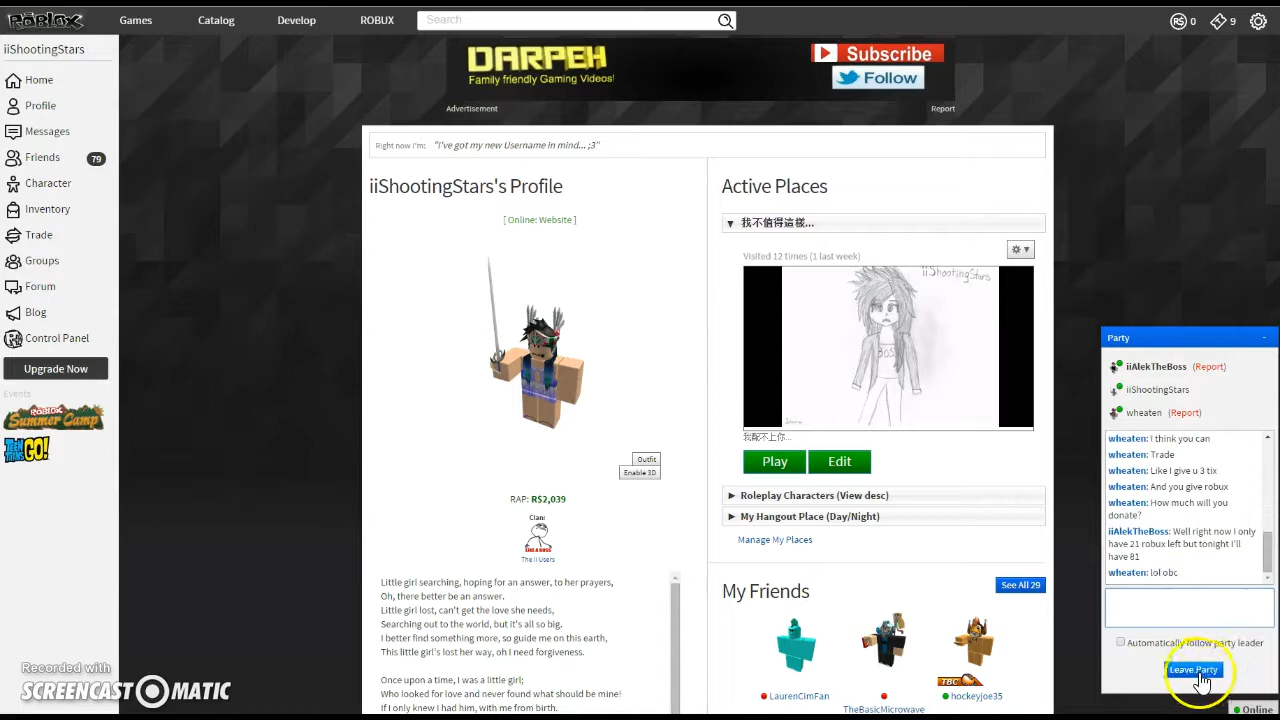 ROBLOX
Games
Catalog
Develop
ROBUX
Search
0
9
iiShootingStars
Home
Profile
Messages
Friends
79
Character
Inventory
Trade
Groups
Forum
Blog
Control Panel
Upgrade Now
Events
ROBLOX
Summer Camp
TEEN TITANS GO!
DARPEH
Family friendly Gaming Videos!
Subscribe
Follow
Advertisement
Report
Right now I'm: "I've got my new Username in mind... ;3"
iiShootingStars's Profile
[ Online: Website ]
Outfit
Enable 3D
RAP: R$2,039
Clan:
LIKE A BOSS
The ii Users
Little girl searching, hoping for an answer, to her prayers,
Oh, there better be an answer.
Little girl lost, can't get the love she needs,
Searching out to the world, but it's all so big.
I better find something more, so guide me on this earth,
This little girl's lost her way, oh I need forgiveness.
Once upon a time, I was a little girl;
Who looked for love and never found what should be mine!
If I only knew I had him, with me from birth.
Active Places
我不值得這樣...
Visited 12 times (1 last week)
iiShootingStars
BOSS
我配不上你...
Play
Edit
Roleplay Characters (View desc)
My Hangout Place (Day/Night)
Manage My Places
My Friends
See All 29
LaurenCimFan
TheBasicMicrowave
TBC
hockeyjoe35
Party
-
iiAlekTheBoss (Report)
iiShootingStars
wheaten (Report)
wheaten: I think you can
wheaten: Trade
wheaten: Like I give u 3 tix
wheaten: And you give robux
wheaten: How much will you
donate?
iiAlekTheBoss: Well right now I only
have 21 robux left but tonight I'll
have 81
wheaten: lol obc
Automatically follow party leader
Leave Party
Online
Recorded with
SCREENCAST-O-MATIC